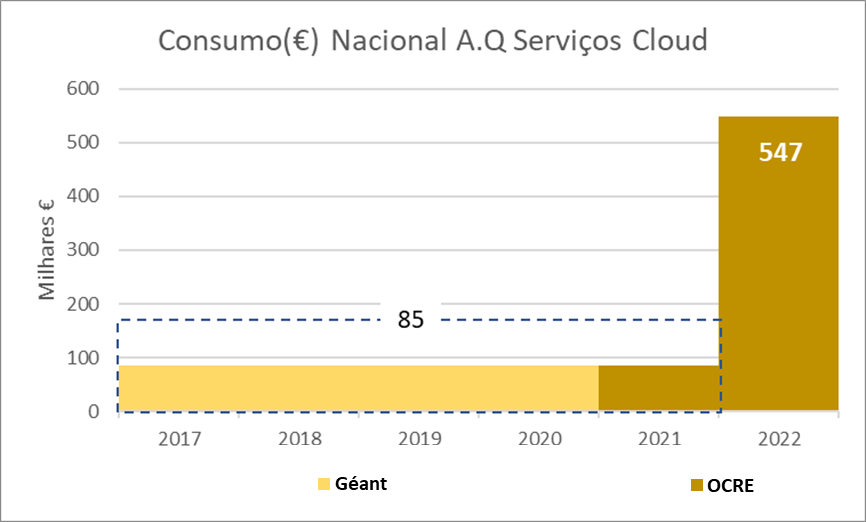 Consumo(€) Nacional A.Q Serviços Cloud
Milhares €
600
500
400
300
200
100
0
547
85
2017 2018 2019 2020 2021 2022
Géant OCRE